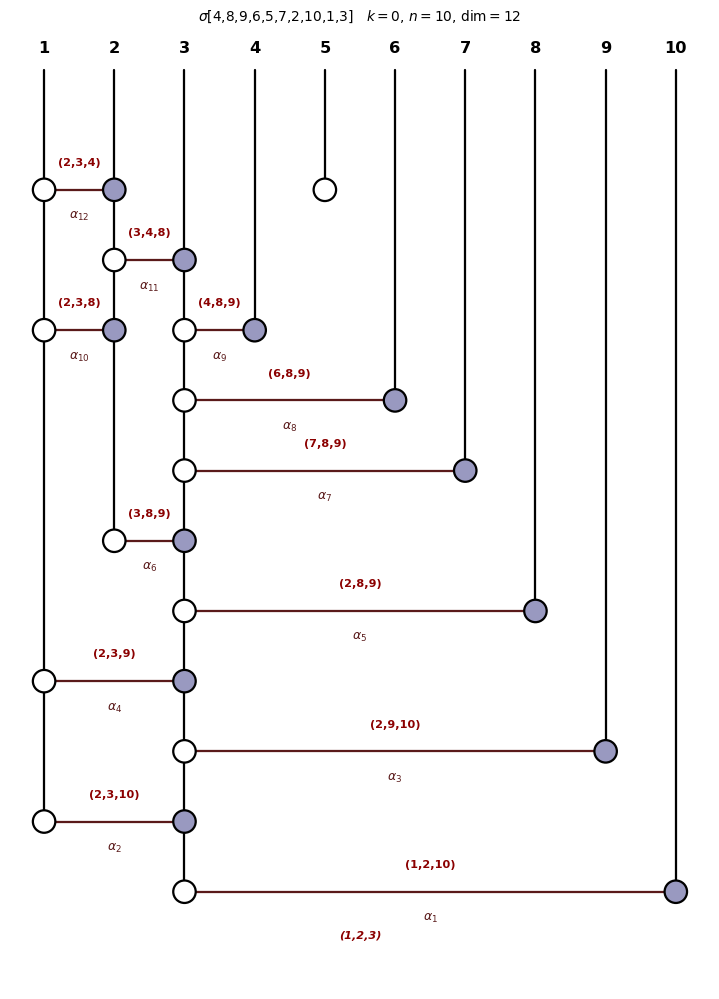 σ[4,8,9,6,5,7,2,10,1,3]   k = 0, n = 10, dim = 12
1 2 3 4 5 6 7 8 9 10
(2,3,4)
α₁₂
(3,4,8)
α₁₁
(2,3,8) (4,8,9)
α₁₀ α₉
(6,8,9)
α₈
(7,8,9)
α₇
(3,8,9)
α₆
(2,8,9)
α₅
(2,3,9)
α₄
(2,9,10)
α₃
(2,3,10)
α₂
(1,2,10)
α₁
(1,2,3)